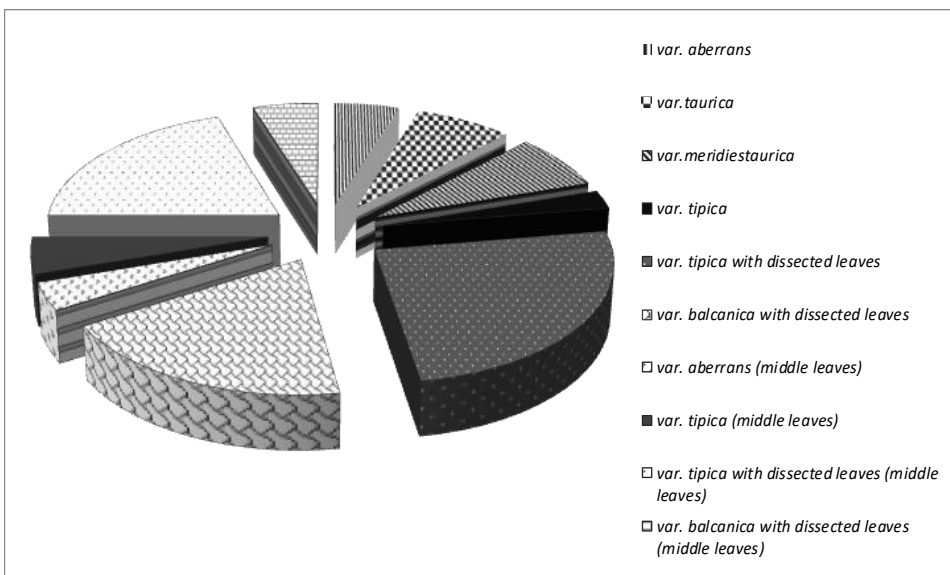 var. aberrans
var.taurica
var.meridiestaurica
var. tipica
var. tipica with dissected leaves
var. balcanica with dissected leaves
var. aberrans (middle leaves)
var. tipica (middle leaves)
var. tipica with dissected leaves (middle
leaves)
var. balcanica with dissected leaves
(middle leaves)